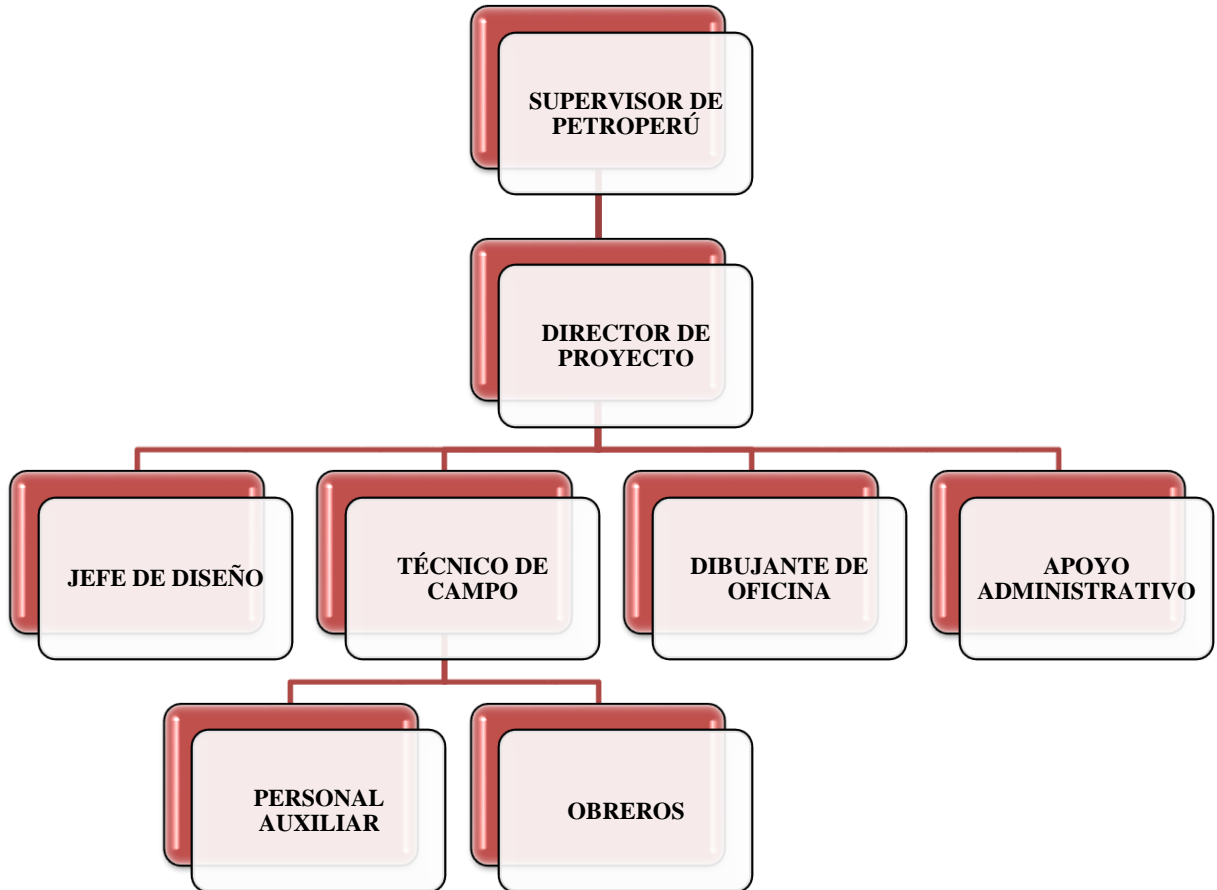 SUPERVISOR DE
PETROPERÚ
DIRECTOR DE
PROYECTO
JEFE DE DISEÑO
TÉCNICO DE
CAMPO
DIBUJANTE DE
OFICINA
APOYO
ADMINISTRATIVO
PERSONAL
AUXILIAR
OBREROS